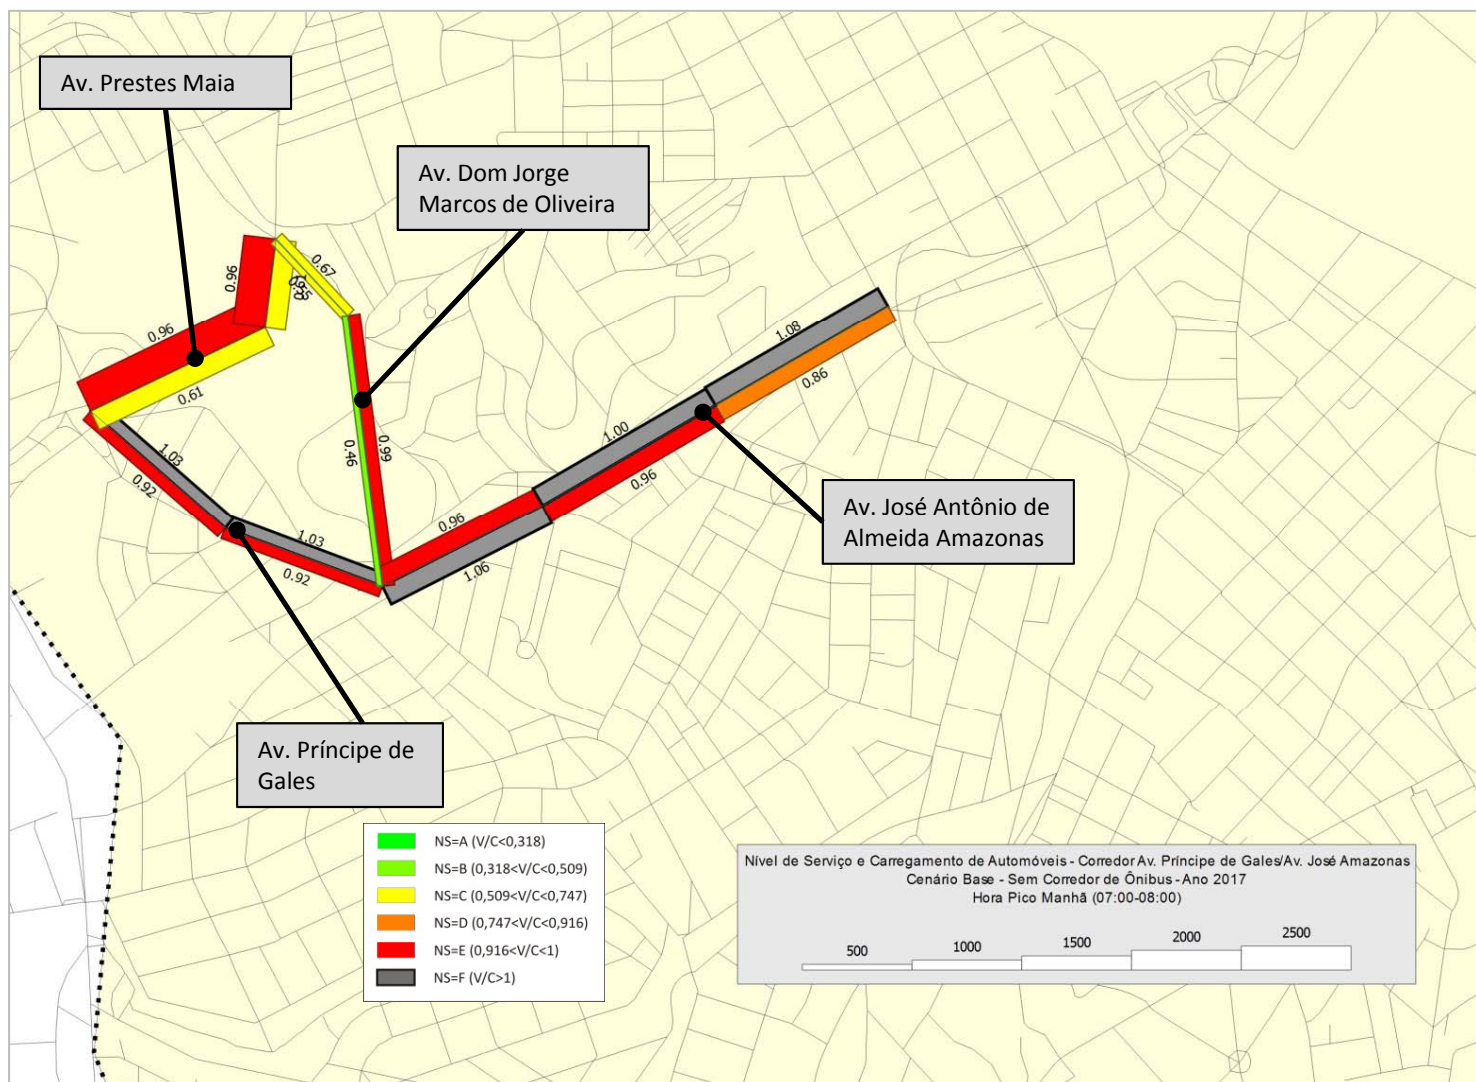 Av. Prestes Maia
Av. Dom Jorge
Marcos de Oliveira
0.96
0.67
0.55
0.96
0.61
1.08
0.86
0.46
0.99
1.00
0.96
1.03
0.92
0.96
1.06
1.03
0.92
Av. José Antônio de
Almeida Amazonas
Av. Príncipe de
Gales
NS=A (V/C<0,318)
NS=B (0,318<V/C<0,509)
NS=C (0,509<V/C<0,747)
NS=D (0,747<V/C<0,916)
NS=E (0,916<V/C<1)
NS=F (V/C>1)
Nível de Serviço e Carregamento de Automóveis - Corredor Av. Príncipe de Gales/Av. José Amazonas
Cenário Base - Sem Corredor de Ônibus - Ano 2017
Hora Pico Manhã (07:00-08:00)
500
1000
1500
2000
2500